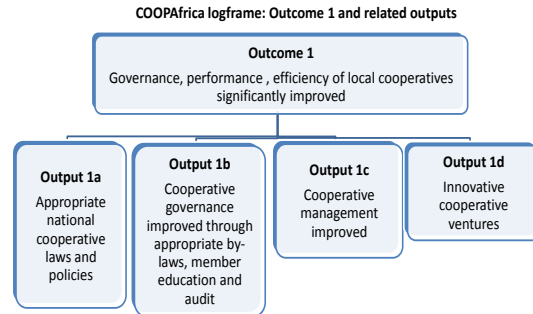 COOPAfrica logframe: Outcome 1 and related outputs
Outcome 1
Governance, performance , efficiency of local cooperatives
significantly improved
Output 1a
Appropriate
national
cooperative
laws and
policies
Output 1b
Cooperative
governance
improved through
appropriate by-
laws, member
education and
audit
Output 1c
Cooperative
management
improved
Output 1d
Innovative
cooperative
ventures